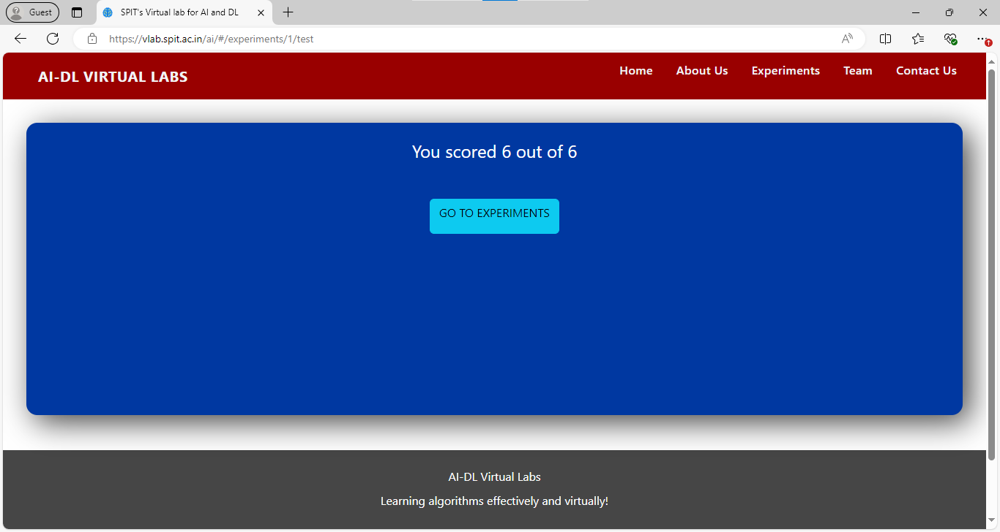 Guest
SPIT's Virtual lab for AI and DL
https://vlab.spit.ac.in/ai/#/experiments/1/test
AI-DL VIRTUAL LABS
Home About Us Experiments Team Contact Us
You scored 6 out of 6
GO TO EXPERIMENTS
AI-DL Virtual Labs
Learning algorithms effectively and virtually!